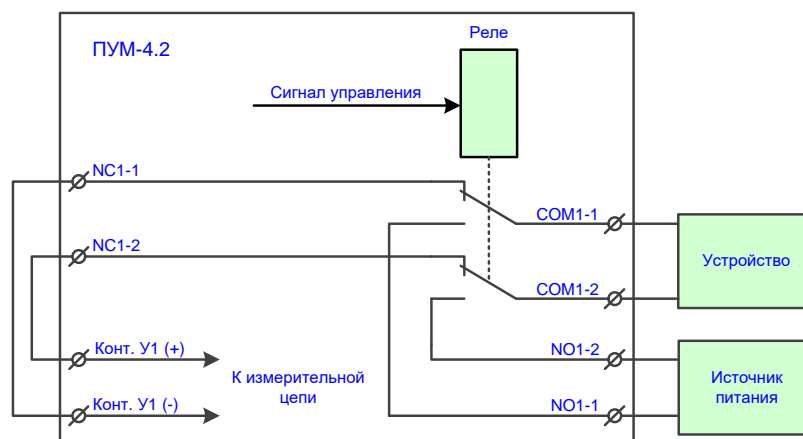 Реле
ПУМ-4.2
Сигнал управления
NC1-1
COM1-1
NC1-2
Устройство
COM1-2
Конт. У1 (+)
NO1-2
К измерительной
цепи
Источник
питания
Конт. У1 (-)
NO1-1